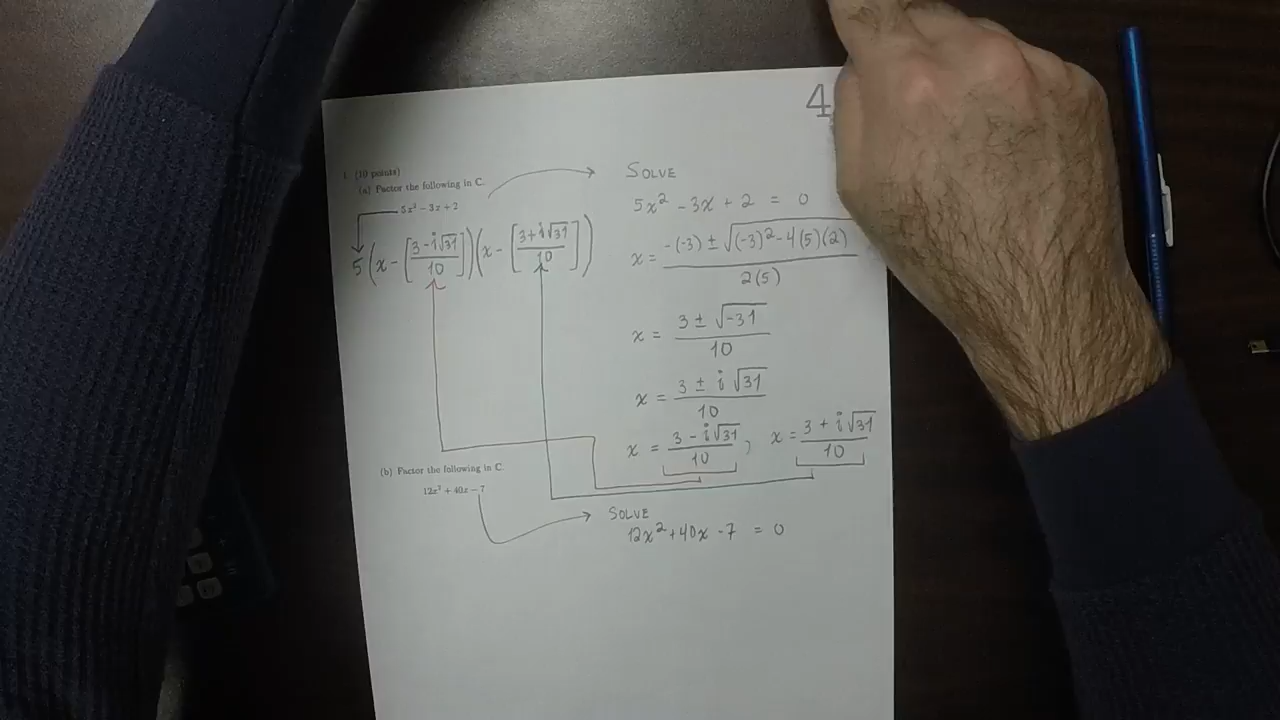 4
1. (10 points)
(a) Factor the following in C.
5x² − 3x + 2
5(x − [3 − i√31 / 10])(x − [3 + i√31 / 10])
SOLVE
5x² − 3x + 2 = 0
x = −(−3) ± √(−3)² − 4(5)(2) / 2(5)
x = 3 ± √−31 / 10
x = 3 ± i √31 / 10
x = 3 − i√31 / 10 , x = 3 + i√31 / 10
(b) Factor the following in C.
12x² + 40x − 7
SOLVE
12x² + 40x − 7 = 0